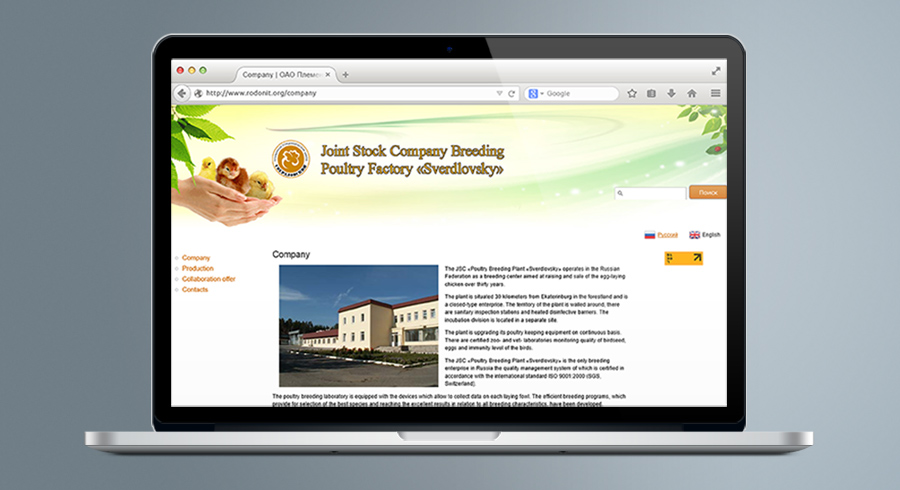 Company | ОАО Племен
http://www.rodonit.org/company
Google
Joint Stock Company Breeding
Poultry Factory «Sverdlovsky»
Поиск
Русский
English
Company
Production
Collaboration offer
Contacts
Company
The JSC «Poultry Breeding Plant «Sverdlovsky» operates in the Russian
Federation as a breeding center aimed at raising and sale of the egg-laying
chicken over thirty years.
The plant is situated 30 kilometers from Ekaterinburg in the forestland and is
a closed-type enterprise. The territory of the plant is walled around, there
are sanitary inspection stations and heated disinfective barriers. The
incubation division is located in a separate site.
The plant is upgrading its poultry keeping equipment on continuous basis.
There are certified zoo- and vet- laboratories monitoring quality of birdseed,
eggs and immunity level of the birds.
The JSC «Poultry Breeding Plant «Sverdlovsky» is the only breeding
enterprise in Russia the quality management system of which is certified in
accordance with the international standard ISO 9001:2000 (SGS,
Switzerland).
The poultry breeding laboratory is equipped with the devices which allow to collect data on each laying fowl. The efficient breeding programs, which
provide for selection of the best species and reaching the excellent results in relation to all breeding characteristics, have been developed.